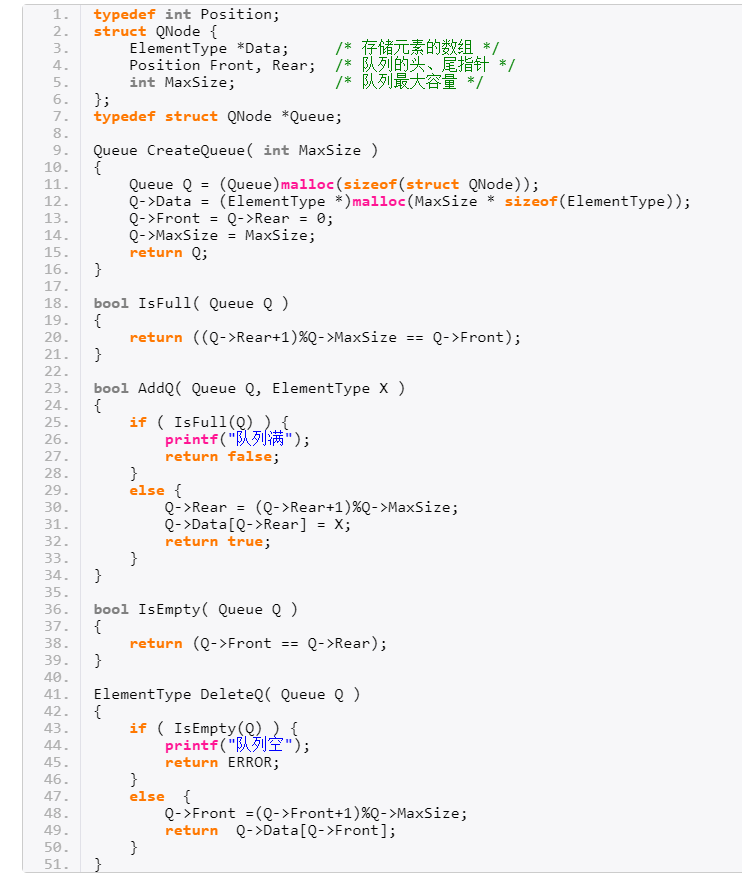 1. typedef int Position;
2. struct QNode {
3.     ElementType *Data;     /* 存储元素的数组 */
4.     Position Front, Rear;  /* 队列的头、尾指针 */
5.     int MaxSize;           /* 队列最大容量 */
6. };
7. typedef struct QNode *Queue;
8.
9. Queue CreateQueue( int MaxSize )
10. {
11.     Queue Q = (Queue)malloc(sizeof(struct QNode));
12.     Q->Data = (ElementType *)malloc(MaxSize * sizeof(ElementType));
13.     Q->Front = Q->Rear = 0;
14.     Q->MaxSize = MaxSize;
15.     return Q;
16. }
17.
18. bool IsFull( Queue Q )
19. {
20.     return ((Q->Rear+1)%Q->MaxSize == Q->Front);
21. }
22.
23. bool AddQ( Queue Q, ElementType X )
24. {
25.     if ( IsFull(Q) ) {
26.         printf("队列满");
27.         return false;
28.     }
29.     else {
30.         Q->Rear = (Q->Rear+1)%Q->MaxSize;
31.         Q->Data[Q->Rear] = X;
32.         return true;
33.     }
34. }
35.
36. bool IsEmpty( Queue Q )
37. {
38.     return (Q->Front == Q->Rear);
39. }
40.
41. ElementType DeleteQ( Queue Q )
42. {
43.     if ( IsEmpty(Q) ) {
44.         printf("队列空");
45.         return ERROR;
46.     }
47.     else  {
48.         Q->Front =(Q->Front+1)%Q->MaxSize;
49.         return  Q->Data[Q->Front];
50.     }
51. }